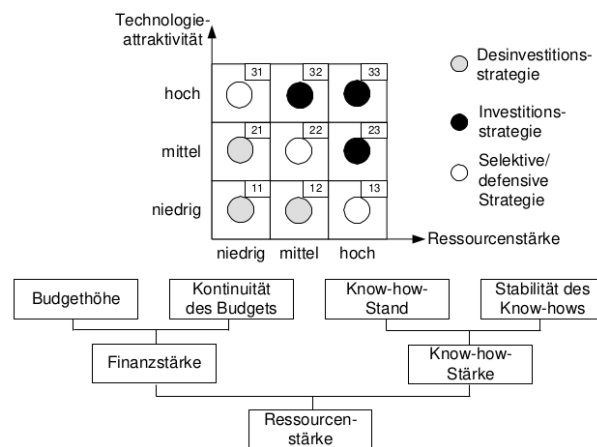 Technologie-
attraktivität
31
32
33
hoch
21
22
23
mittel
11
12
13
niedrig
niedrig mittel hoch
Ressourcenstärke
Desinvestitions-
strategie
Investitions-
strategie
Selektive/
defensive
Strategie
Budgethöhe
Kontinuität
des Budgets
Know-how-
Stand
Stabilität des
Know-hows
Finanzstärke
Know-how-
Stärke
Ressourcen-
stärke